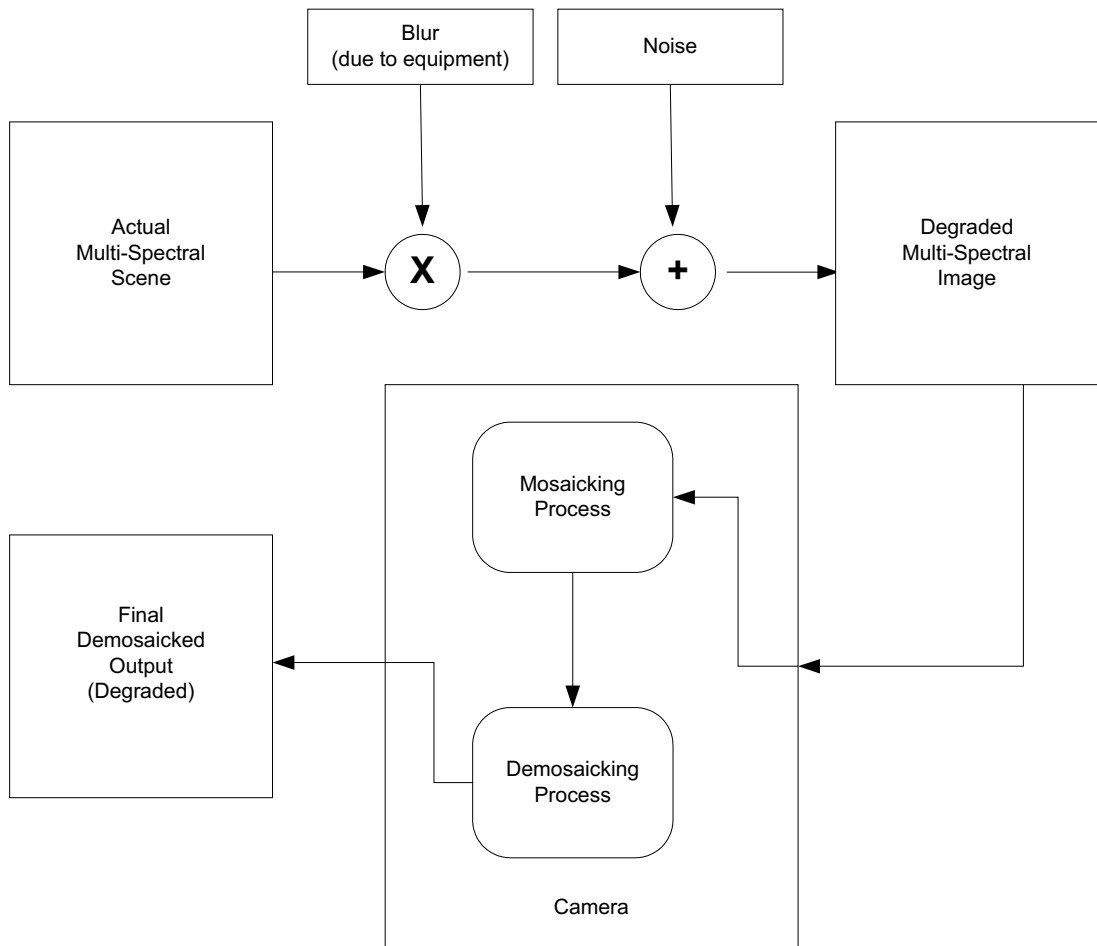 Blur
(due to equipment)
Noise
Actual
Multi-Spectral
Scene
X
+
Degraded
Multi-Spectral
Image
Mosaicking
Process
Final
Demosaicked
Output
(Degraded)
Demosaicking
Process
Camera